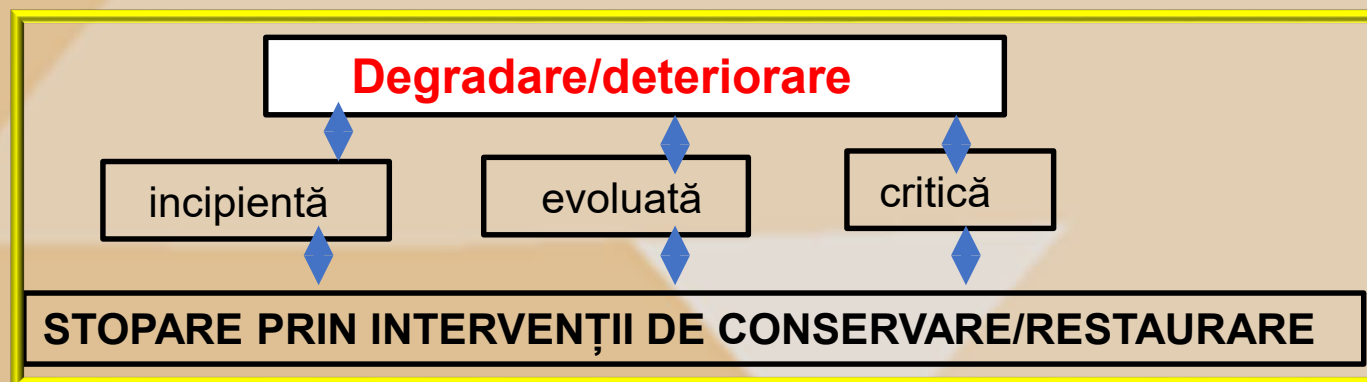 Degradare/deteriorare
incipientă
evoluată
critică
STOPARE PRIN INTERVENȚII DE CONSERVARE/RESTAURARE